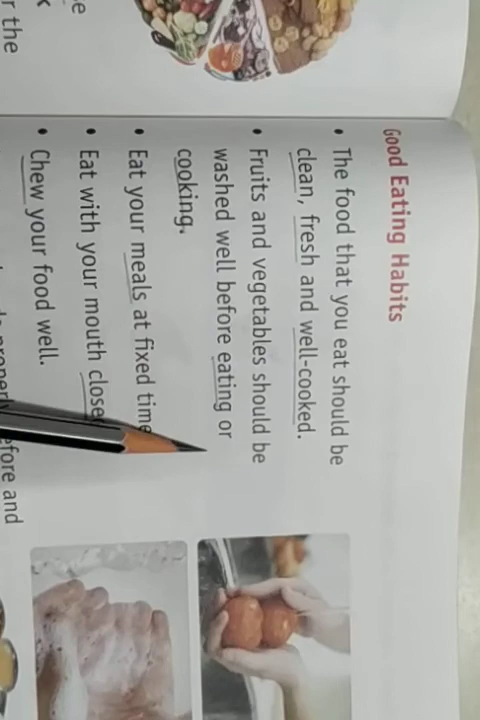 Good Eating Habits
• The food that you eat should be
clean, fresh and well-cooked.
• Fruits and vegetables should be
washed well before eating or
cooking.
• Eat your meals at fixed time
• Eat with your mouth close
• Chew your food well.
properly
efore and
r the